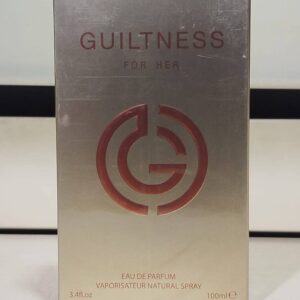 GUILTNESS
FOR HER
G
EAU DE PARFUM
VAPORISATEUR NATURAL SPRAY
3.4fl.oz 100ml℮